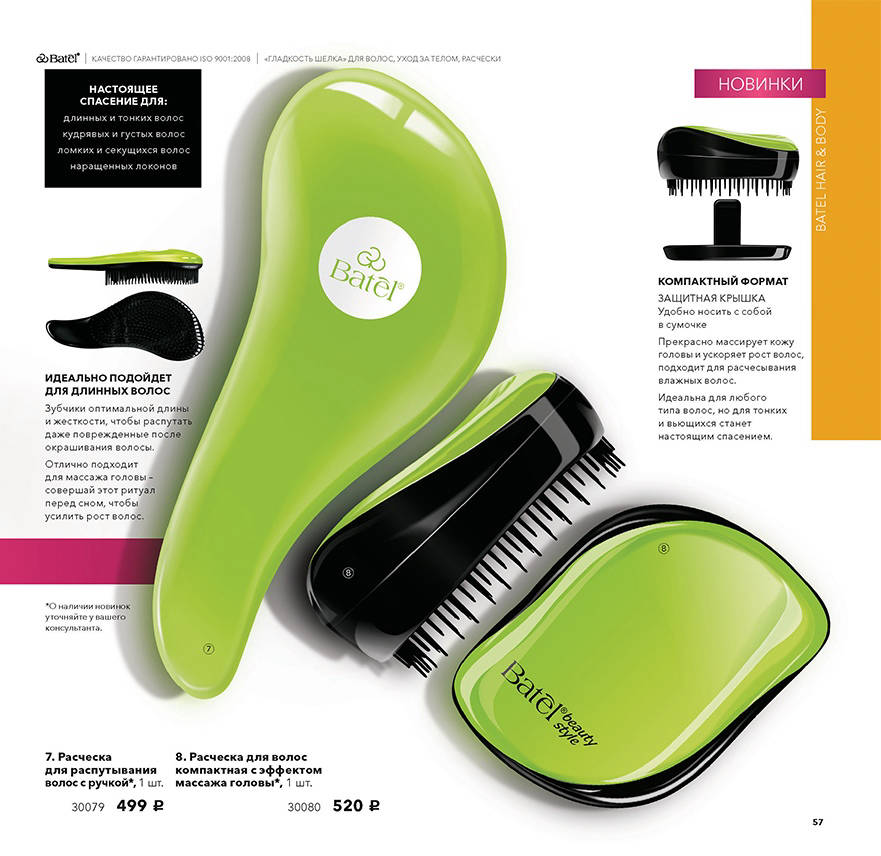 Batel®
КАЧЕСТВО ГАРАНТИРОВАНО ISO 9001:2008
«ГЛАДКОСТЬ ШЕЛКА» ДЛЯ ВОЛОС, УХОД ЗА ТЕЛОМ, РАСЧЕСКИ
НАСТОЯЩЕЕ
СПАСЕНИЕ ДЛЯ:
длинных и тонких волос
кудрявых и густых волос
ломких и секущихся волос
наращенных локонов
НОВИНКИ
BATEL HAIR & BODY
Batel®
ИДЕАЛЬНО ПОДОЙДЕТ
ДЛЯ ДЛИННЫХ ВОЛОС
Зубчики оптимальной длины
и жесткости, чтобы распутать
даже поврежденные после
окрашивания волосы.
Отлично подходит
для массажа головы –
совершай этот ритуал
перед сном, чтобы
усилить рост волос.
КОМПАКТНЫЙ ФОРМАТ
ЗАЩИТНАЯ КРЫШКА
Удобно носить с собой
в сумочке
Прекрасно массирует кожу
головы и ускоряет рост волос,
подходит для расчесывания
влажных волос.
Идеальна для любого
типа волос, но для тонких
и вьющихся станет
настоящим спасением.
8
8
7
*О наличии новинок
уточняйте у вашего
консультанта.
Batel® beauty
style
7. Расческа
для распутывания
волос с ручкой*, 1 шт.
30079 499 ₽
8. Расческа для волос
компактная с эффектом
массажа головы*, 1 шт.
30080 520 ₽
57